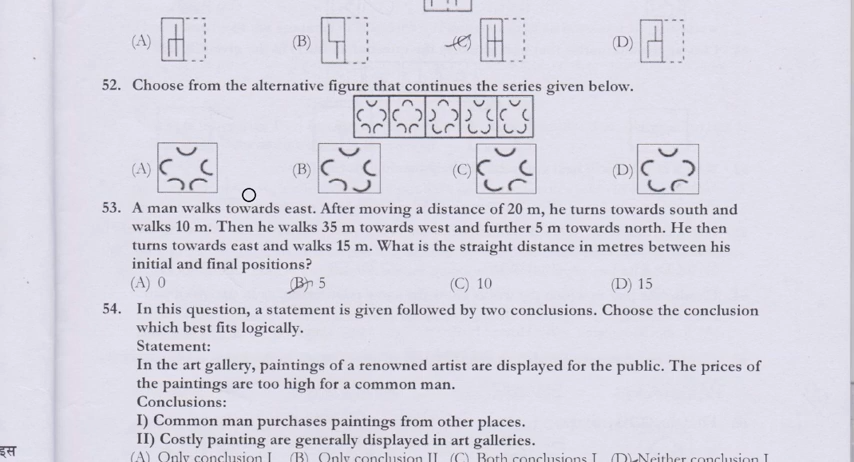 (A) (B) (C) (D)
52. Choose from the alternative figure that continues the series given below.
(A) (B) (C) (D)
53. A man walks towards east. After moving a distance of 20 m, he turns towards south and
walks 10 m. Then he walks 35 m towards west and further 5 m towards north. He then
turns towards east and walks 15 m. What is the straight distance in metres between his
initial and final positions?
(A) 0 (B) 5 (C) 10 (D) 15
54. In this question, a statement is given followed by two conclusions. Choose the conclusion
which best fits logically.
Statement:
In the art gallery, paintings of a renowned artist are displayed for the public. The prices of
the paintings are too high for a common man.
Conclusions:
I) Common man purchases paintings from other places.
II) Costly painting are generally displayed in art galleries.
इस
(A) Only conclusion I (B) Only conclusion II (C) Both conclusions I (D) Neither conclusion I